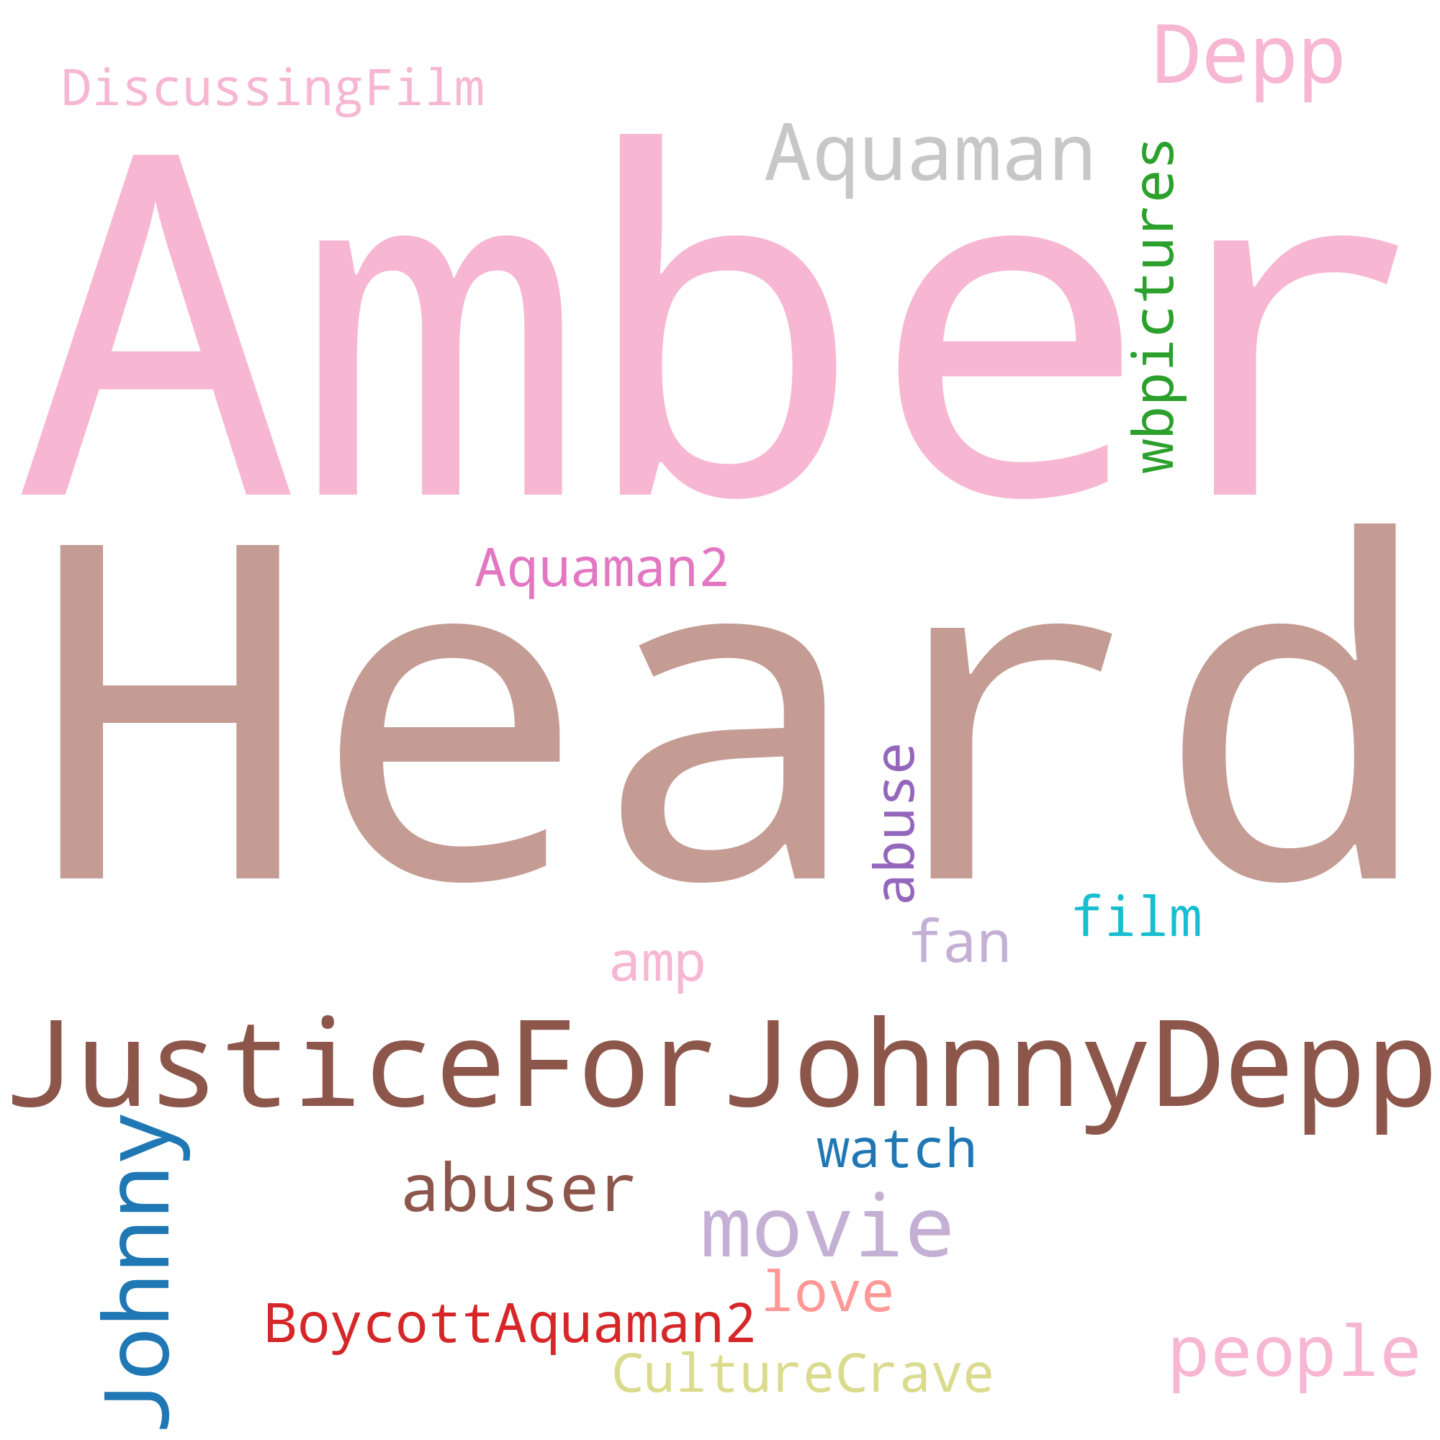 Depp
DiscussingFilm
Aquaman
Amber
wbpictures
Aquaman2
Heard
abuse
film
fan
amp
JusticeForJohnnyDepp
Johnny
watch
abuser
movie
love
BoycottAquaman2
people
CultureCrave